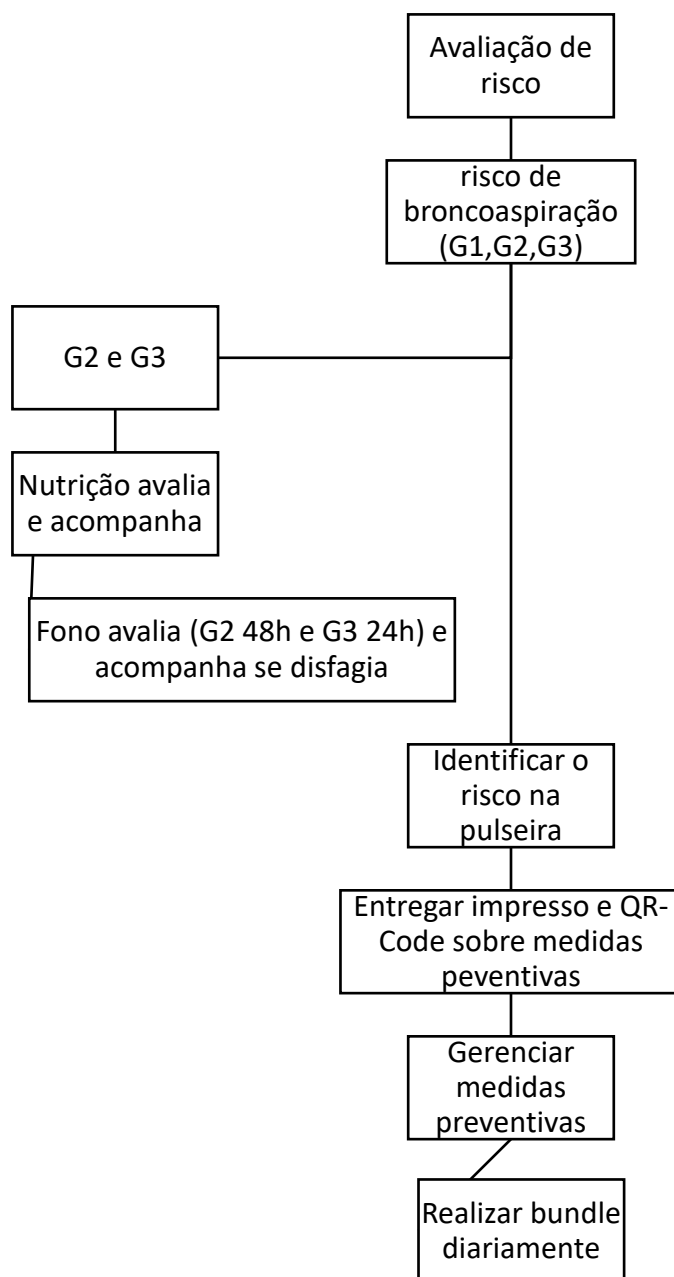 Avaliação de
risco
risco de
broncoaspiração
(G1,G2,G3)
G2 e G3
Nutrição avalia
e acompanha
Fono avalia (G2 48h e G3 24h) e
acompanha se disfagia
Identificar o
risco na
pulseira
Entregar impresso e QR-
Code sobre medidas
peventivas
Gerenciar
medidas
preventivas
Realizar bundle
diariamente